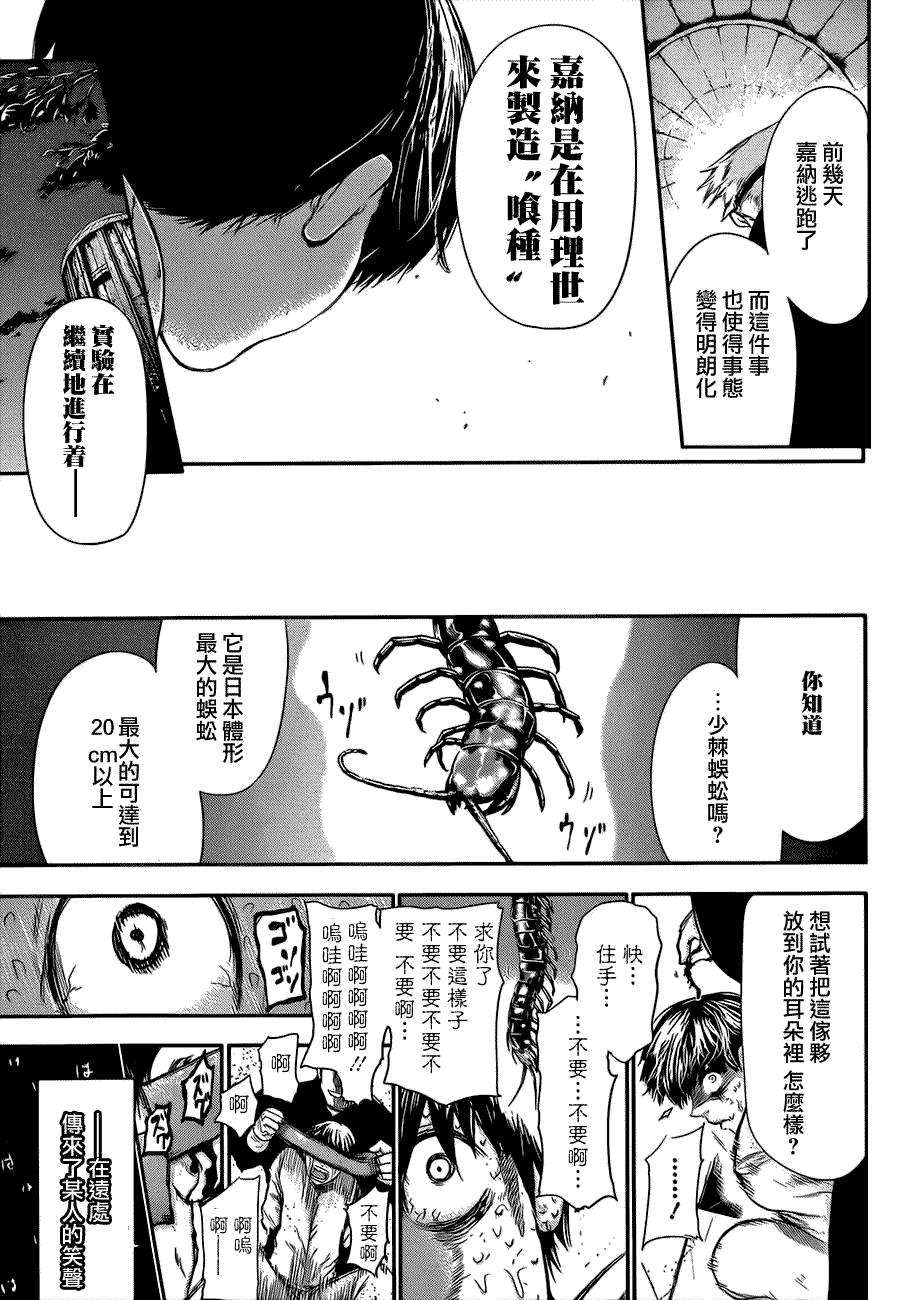 前幾天
嘉納逃跑了
而這件事
也使得事態
變得明朗化
嘉納是在用理世
來製造〝喰種〟
實驗在
繼續地進行着——
你知道
…少棘蜈蚣嗎?
ウゾ
ウゾ
它是日本體形
最大的蜈蚣
最大的可達到
20cm以上
想試著把這傢夥
放到你的耳朵裡 怎麼樣?
………!
快…
住手…
…不要…不要啊…
求你了
不要這樣子
不要不要不要不
要 不要啊…
嗚哇啊啊啊啊
啊啊啊啊啊!!
ゴソ
ゴソ
不要啊
啊
啊
啊嗚
嗚
啊——
ズヴ
ズヴ
は
は
——在遠處
傳來了某人的笑聲